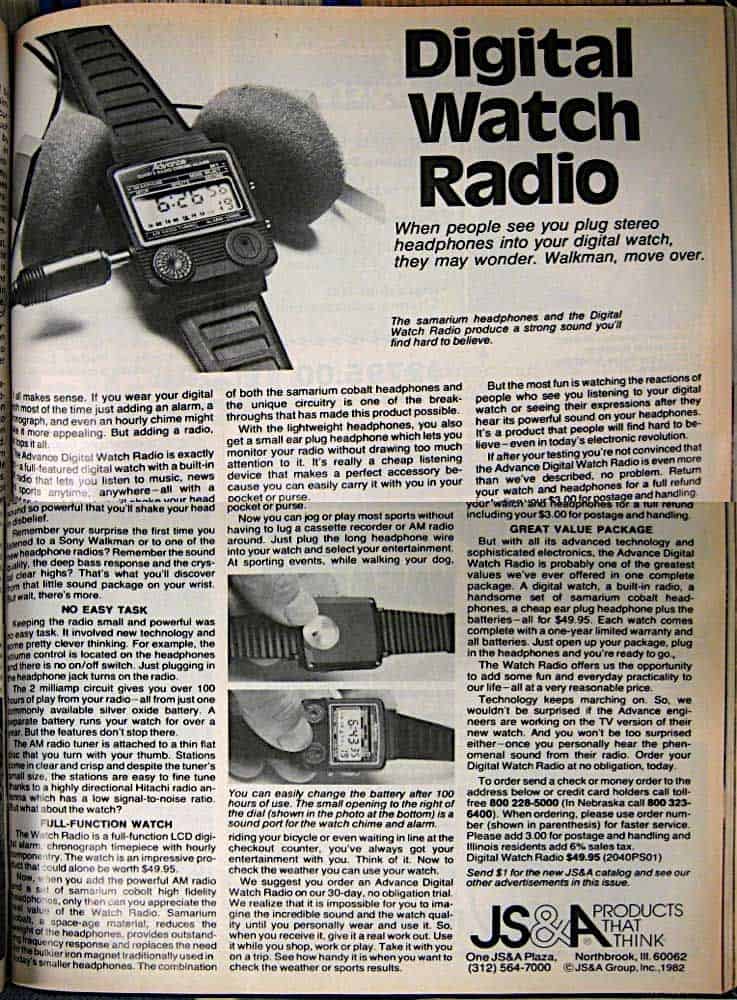 Digital
Watch
Radio
When people see you plug stereo
headphones into your digital watch,
they may wonder. Walkman, move over.
The samarium headphones and the Digital
Watch Radio produce a strong sound you'll
find hard to believe.
Advance
6:26 56
19
all makes sense. If you wear your digital
most of the time just adding an alarm, a
and even an hourly chime might
it more appealing. But adding a radio,
tops it all.
Advance Digital Watch Radio is exactly
a full-featured digital watch with a built-in
radio that lets you listen to music, news
sports anytime, anywhere—all with a
sound so powerful that you'll shake your head
in disbelief.
Remember your surprise the first time you
listened to a Sony Walkman or to one of the
new headphone radios? Remember the sound
quality, the deep bass response and the crys-
tal clear highs? That's what you'll discover
from that little sound package on your wrist.
But wait, there's more.
NO EASY TASK
Keeping the radio small and powerful was
no easy task. It involved new technology and
some pretty clever thinking. For example, the
volume control is located on the headphones
and there is no on/off switch. Just plugging in
the headphone jack turns on the radio.
The 2 milliamp circuit gives you over 100
hours of play from your radio—all from just one
commonly available silver oxide battery. A
separate battery runs your watch for over a
year. But the features don't stop there.
The AM radio tuner is attached to a thin flat
disc that you turn with your thumb. Stations
come in clear and crisp and despite the tuner's
small size, the stations are easy to fine tune
thanks to a highly directional Hitachi radio an-
tenna which has a low signal-to-noise ratio.
But what about the watch?
FULL-FUNCTION WATCH
The Watch Radio is a full-function LCD digi-
tal alarm, chronograph timepiece with hourly
componentry. The watch is an impressive pro-
duct that could alone be worth $49.95.
Now, when you add the powerful AM radio
and a set of samarium cobolt high fidelity
headphones, only then can you appreciate the
real value of the Watch Radio. Samarium
cobalt, a space-age material, reduces the
weight of the headphones, provides outstand-
ing frequency response and replaces the need
for the bulkier iron magnet traditionally used in
today's smaller headphones. The combination
of both the samarium cobalt headphones and
the unique circuitry is one of the break-
throughs that has made this product possible.
With the lightweight headphones, you also
get a small ear plug headphone which lets you
monitor your radio without drawing too much
attention to it. It's really a cheap listening
device that makes a perfect accessory be-
cause you can easily carry it with you in your
pocket or purse.
pocket or purse.
Now you can jog or play most sports without
having to lug a cassette recorder or AM radio
around. Just plug the long headphone wire
into your watch and select your entertainment.
At sporting events, while walking your dog,
You can easily change the battery after 100
hours of use. The small opening to the right of
the dial (shown in the photo at the bottom) is a
sound port for the watch chime and alarm.
riding your bicycle or even waiting in line at the
checkout counter, you've always got your
entertainment with you. Think of it. Now to
check the weather you can use your watch.
We suggest you order an Advance Digital
Watch Radio on our 30-day, no obligation trial.
We realize that it is impossible for you to ima-
gine the incredible sound and the watch qual-
ity until you personally wear and use it. So,
when you receive it, give it a real work out. Use
it while you shop, work or play. Take it with you
on a trip. See how handy it is when you want to
check the weather or sports results.
But the most fun is watching the reactions of
people who see you listening to your digital
watch or seeing their expressions after they
hear its powerful sound on your headphones.
It's a product that people will find hard to be-
lieve—even in today's electronic revolution.
If after your testing you're not convinced that
the Advance Digital Watch Radio is even more
than we've described, no problem. Return
your watch and headphones for a full refund
your watch and headphones for a full refund
including your $3.00 for postage and handling.
GREAT VALUE PACKAGE
But with all its advanced technology and
sophisticated electronics, the Advance Digital
Watch Radio is probably one of the greatest
values we've ever offered in one complete
package. A digital watch, a built-in radio, a
handsome set of samarium cobalt head-
phones, a cheap ear plug headphone plus the
batteries—all for $49.95. Each watch comes
complete with a one-year limited warranty and
all batteries. Just open up your package, plug
in the headphones and you're ready to go.
The Watch Radio offers us the opportunity
to add some fun and everyday practicality to
our life—all at a very reasonable price.
Technology keeps marching on. So, we
wouldn't be surprised if the Advance engi-
neers are working on the TV version of their
new watch. And you won't be too surprised
either—once you personally hear the phen-
omenal sound from their radio. Order your
Digital Watch Radio at no obligation, today.
To order send a check or money order to the
address below or credit card holders call toll-
free 800 228-5000 (In Nebraska call 800 323-
6400). When ordering, please use order num-
ber (shown in parenthesis) for faster service.
Please add 3.00 for postage and handling and
Illinois residents add 6% sales tax.
Digital Watch Radio $49.95 (2040PS01)
Send $1 for the new JS&A catalog and see our
other advertisements in this issue.
JS&A PRODUCTS
THAT
THINK
One JS&A Plaza, Northbrook, Ill. 60062
(312) 564-7000 © JS&A Group, Inc., 1982